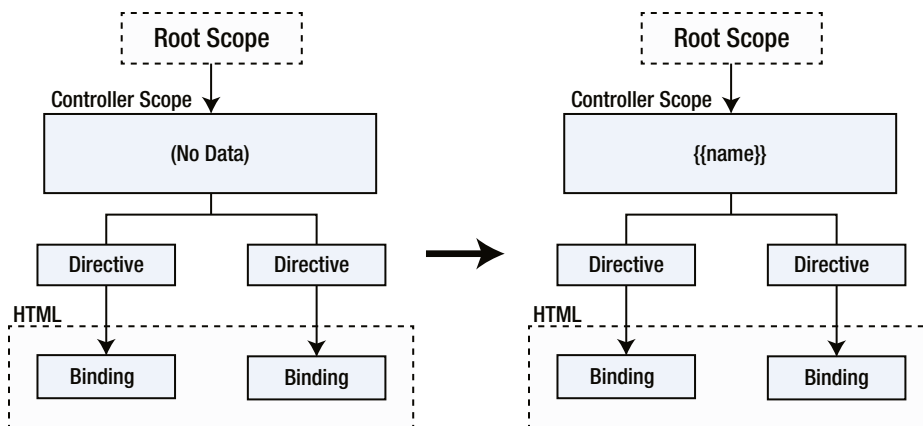 Root Scope
Controller Scope
(No Data)
Directive
Directive
HTML
Binding
Binding
Root Scope
Controller Scope
{{name}}
Directive
Directive
HTML
Binding
Binding